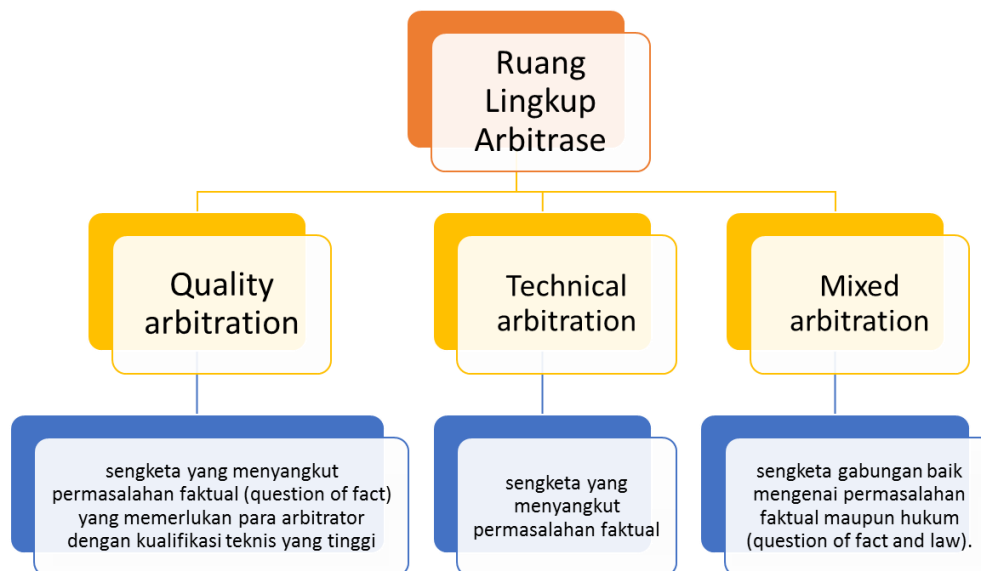 Ruang
Lingkup
Arbitrase
Quality
arbitration
Technical
arbitration
Mixed
arbitration
sengketa yang menyangkut
permasalahan faktual (question of fact)
yang memerlukan para arbitrator
dengan kualifikasi teknis yang tinggi
sengketa yang
menyangkut
permasalahan faktual
sengketa gabungan baik
mengenai permasalahan
faktual maupun hukum
(question of fact and law).